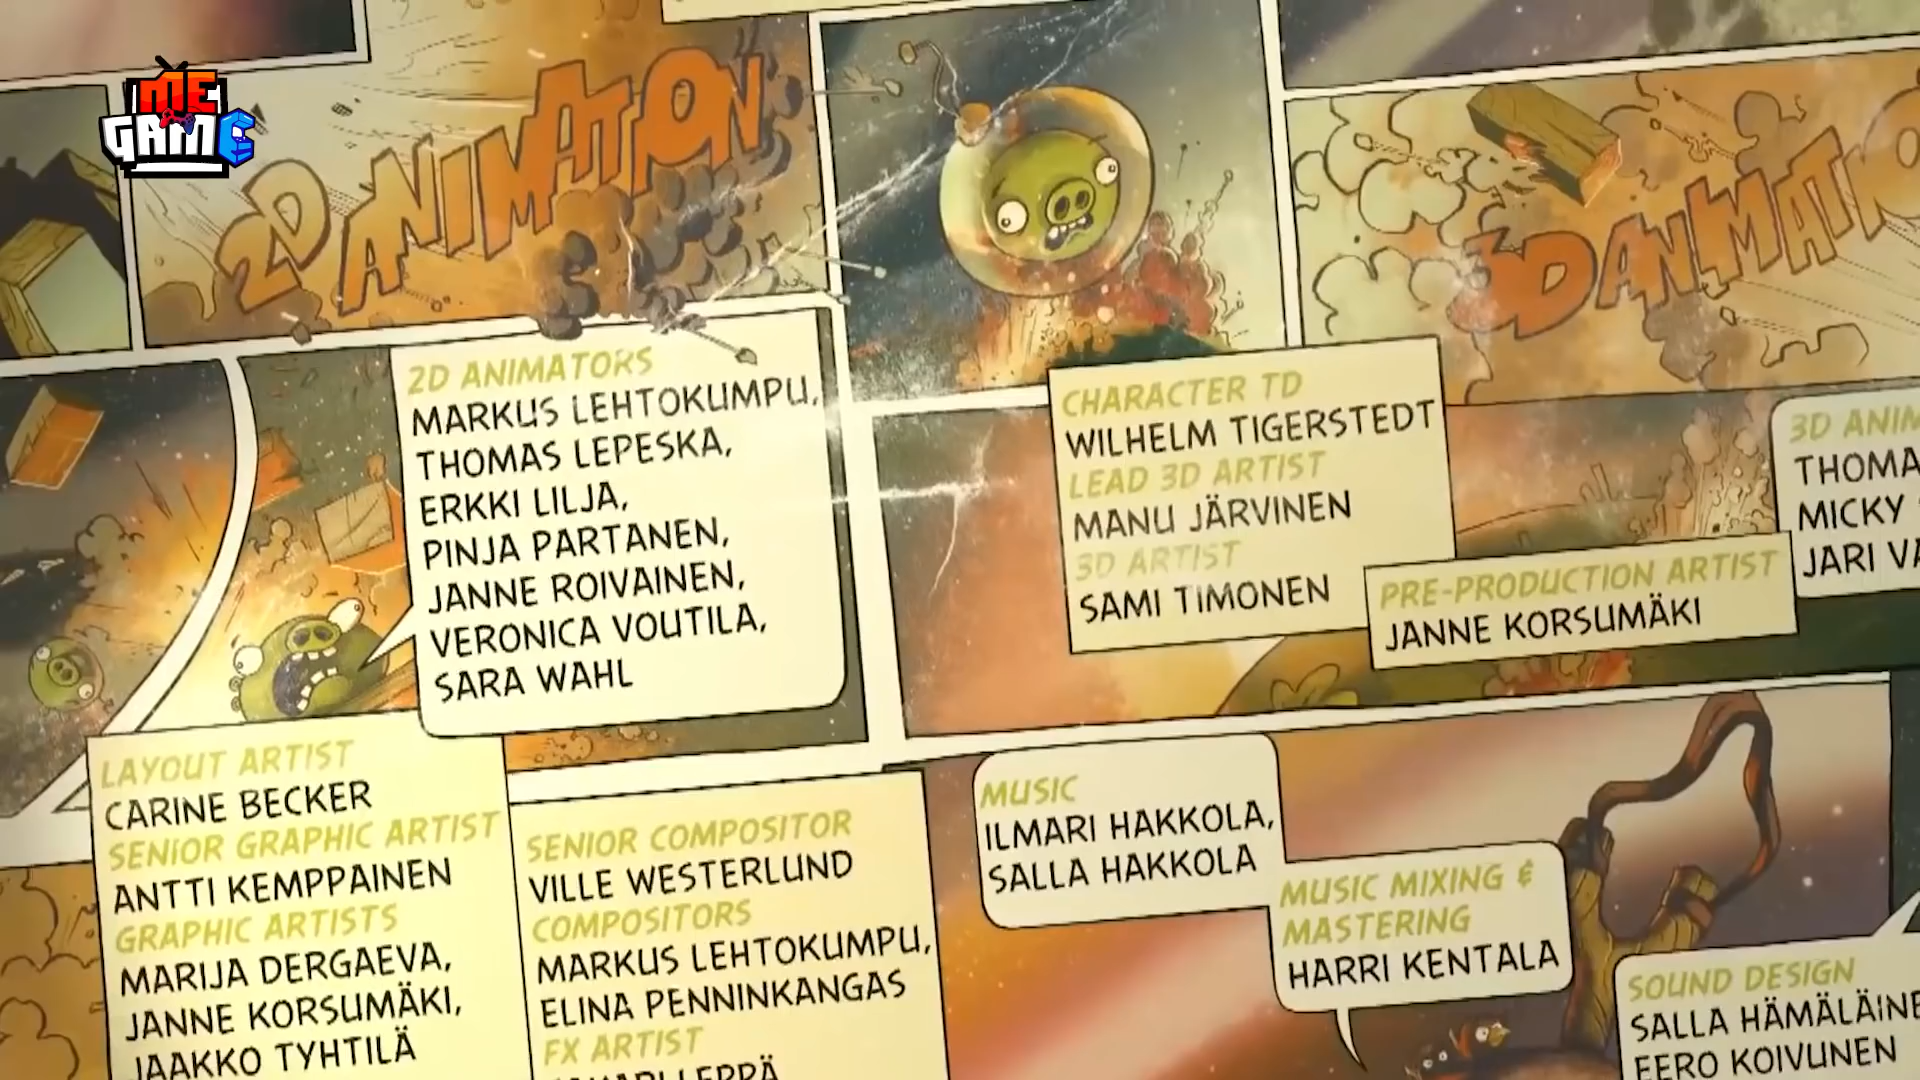 ME
GAME
2D ANIMATION
3D ANIMATIO
2D ANIMATORS
MARKUS LEHTOKUMPU,
THOMAS LEPESKA,
ERKKI LILJA,
PINJA PARTANEN,
JANNE ROIVAINEN,
VERONICA VOUTILA,
SARA WAHL
CHARACTER TD
WILHELM TIGERSTEDT
LEAD 3D ARTIST
MANU JÄRVINEN
3D ARTIST
SAMI TIMONEN
PRE-PRODUCTION ARTIST
JANNE KORSUMÄKI
3D ANIM
THOMA
MICKY
JARI VA
LAYOUT ARTIST
CARINE BECKER
SENIOR GRAPHIC ARTIST
ANTTI KEMPPAINEN
GRAPHIC ARTISTS
MARIJA DERGAEVA,
JANNE KORSUMÄKI,
JAAKKO TYHTILÄ
SENIOR COMPOSITOR
VILLE WESTERLUND
COMPOSITORS
MARKUS LEHTOKUMPU,
ELINA PENNINKANGAS
FX ARTIST
MUSIC
ILMARI HAKKOLA,
SALLA HAKKOLA
MUSIC MIXING &
MASTERING
HARRI KENTALA
SOUND DESIGN
SALLA HÄMÄLÄINE
EERO KOIVUNEN